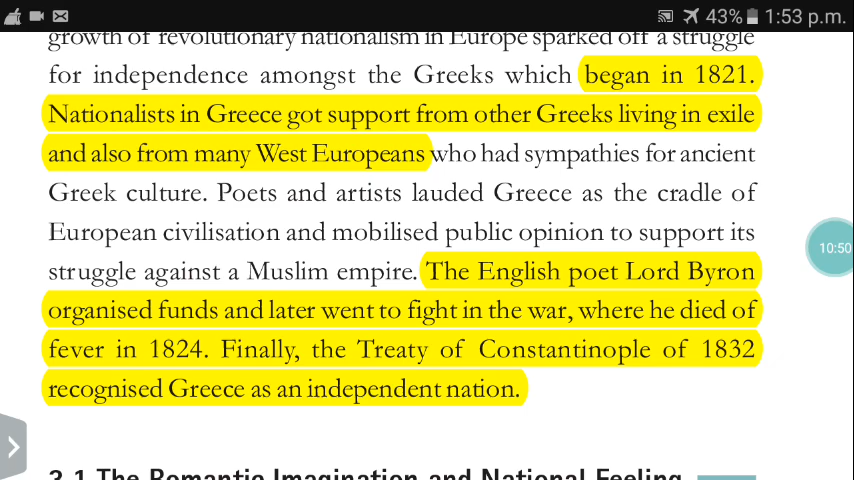 43% 1:53 p.m.
growth of revolutionary nationalism in Europe sparked off a struggle
for independence amongst the Greeks which began in 1821.
Nationalists in Greece got support from other Greeks living in exile
and also from many West Europeans who had sympathies for ancient
Greek culture. Poets and artists lauded Greece as the cradle of
European civilisation and mobilised public opinion to support its
struggle against a Muslim empire. The English poet Lord Byron
organised funds and later went to fight in the war, where he died of
fever in 1824. Finally, the Treaty of Constantinople of 1832
recognised Greece as an independent nation.
10:50
3.1 The Romantic Imagination and National Feeling